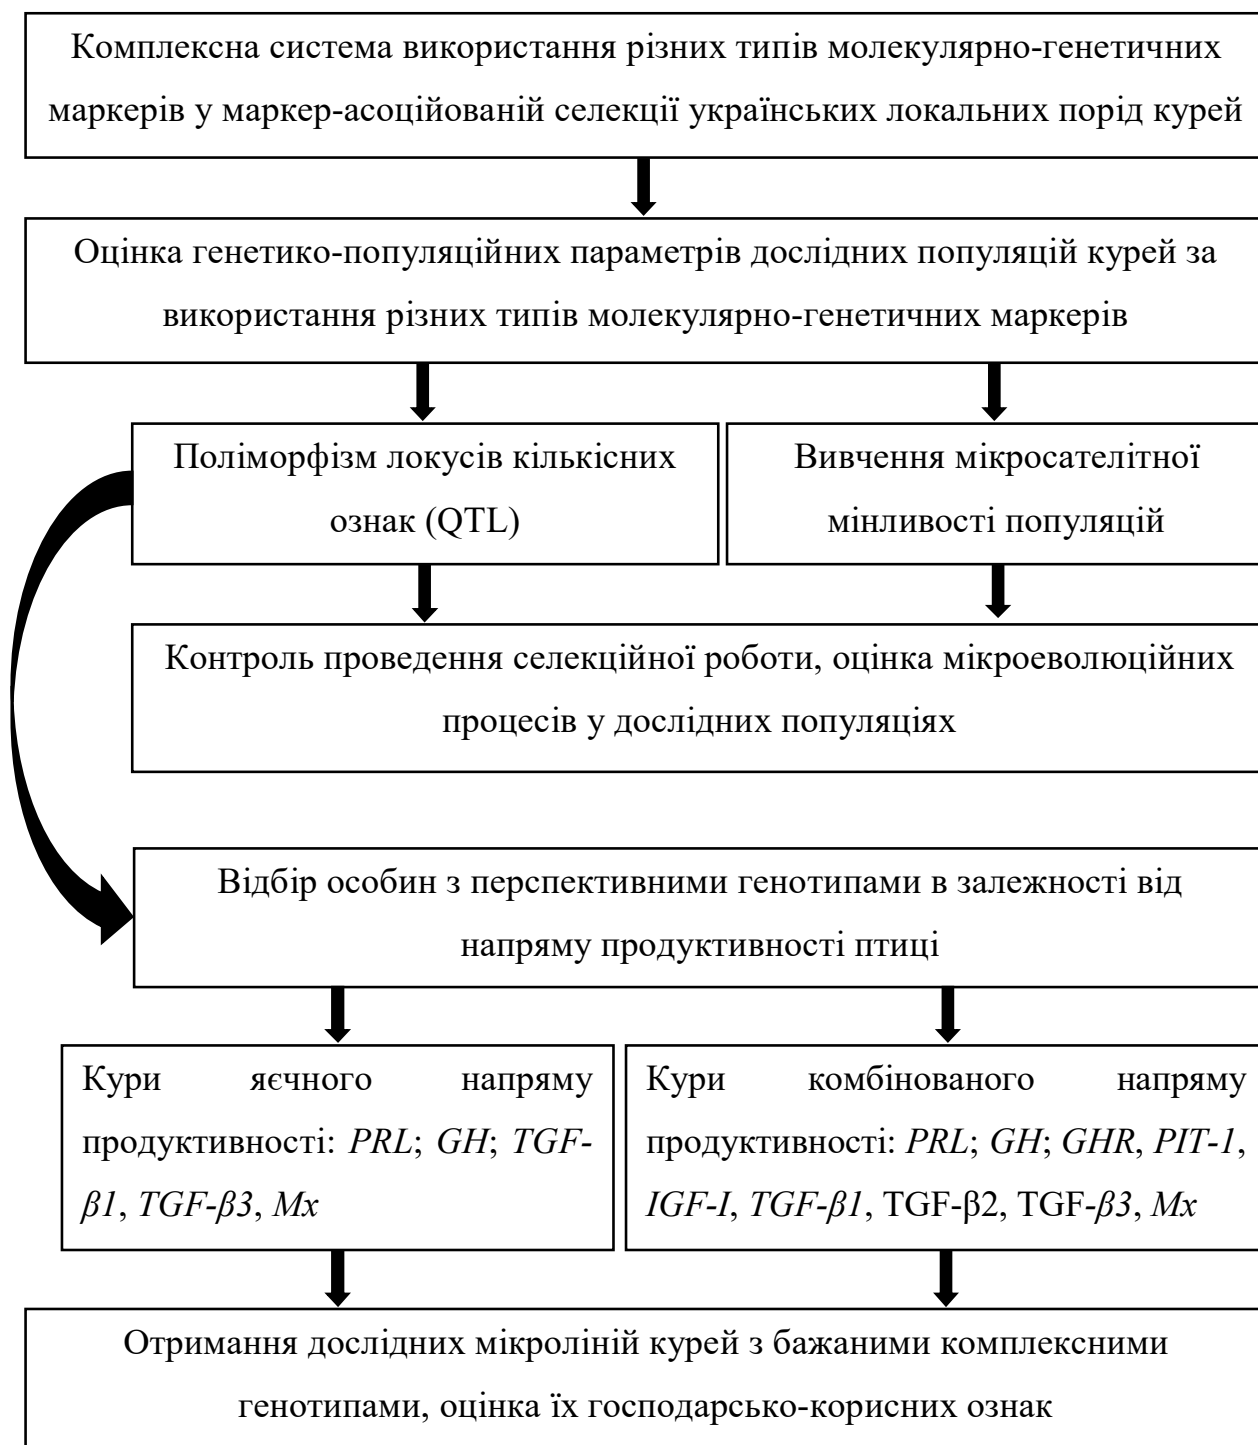 Комплексна система використання різних типів молекулярно-генетичних
маркерів у маркер-асоційованій селекції українських локальних порід курей
Оцінка генетико-популяційних параметрів дослідних популяцій курей за
використання різних типів молекулярно-генетичних маркерів
Поліморфізм локусів кількісних
ознак (QTL)
Вивчення мікросателітної
мінливості популяцій
Контроль проведення селекційної роботи, оцінка мікроеволюційних
процесів у дослідних популяціях
Відбір особин з перспективними генотипами в залежності від
напряму продуктивності птиці
Кури яєчного напряму
продуктивності: PRL; GH; TGF-
β1, TGF-β3, Mx
Кури комбінованого напряму
продуктивності: PRL; GH; GHR, PIT-1,
IGF-I, TGF-β1, TGF-β2, TGF-β3, Mx
Отримання дослідних мікроліній курей з бажаними комплексними
генотипами, оцінка їх господарсько-корисних ознак